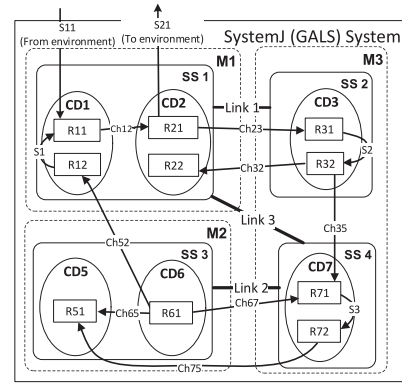 S11
(From environment)
S21
(To environment)
SystemJ (GALS) System
M1
M3
SS 1
SS 2
CD1
CD2
CD3
Link 1
R11
Ch12
R21
Ch23
R31
S1
S2
R12
R22
Ch32
R32
Link 3
Ch35
Ch52
M2
SS 3
SS 4
CD5
CD6
CD7
Link 2
R51
Ch65
R61
Ch67
R71
S3
R72
Ch75